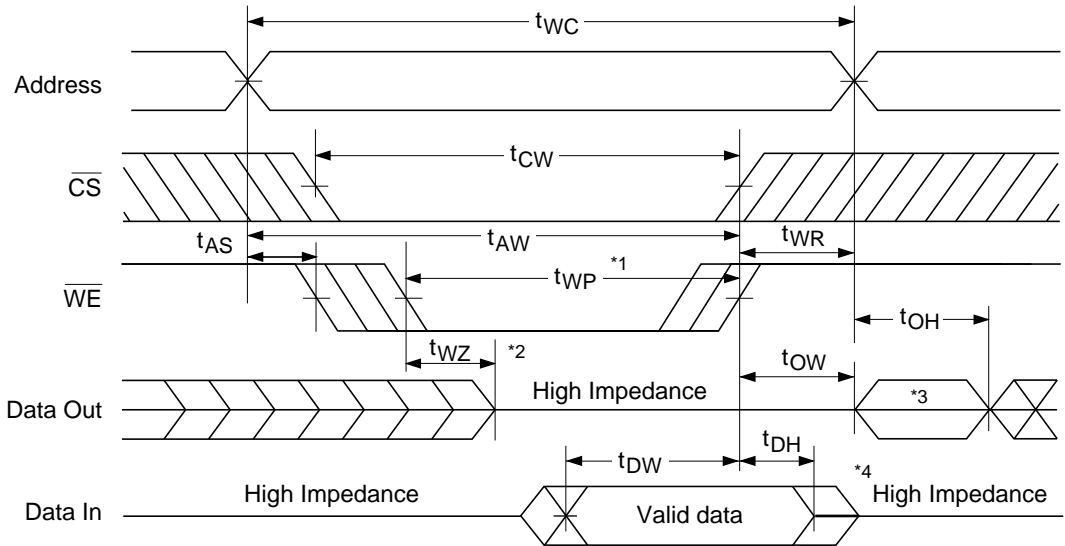 tWC
Address
tCW
CS
tAS
tAW
tWR
tWP *1
WE
tOH
tWZ *2
tOW
High Impedance
Data Out
*3
tDW
tDH
*4
High Impedance
High Impedance
Data In
Valid data